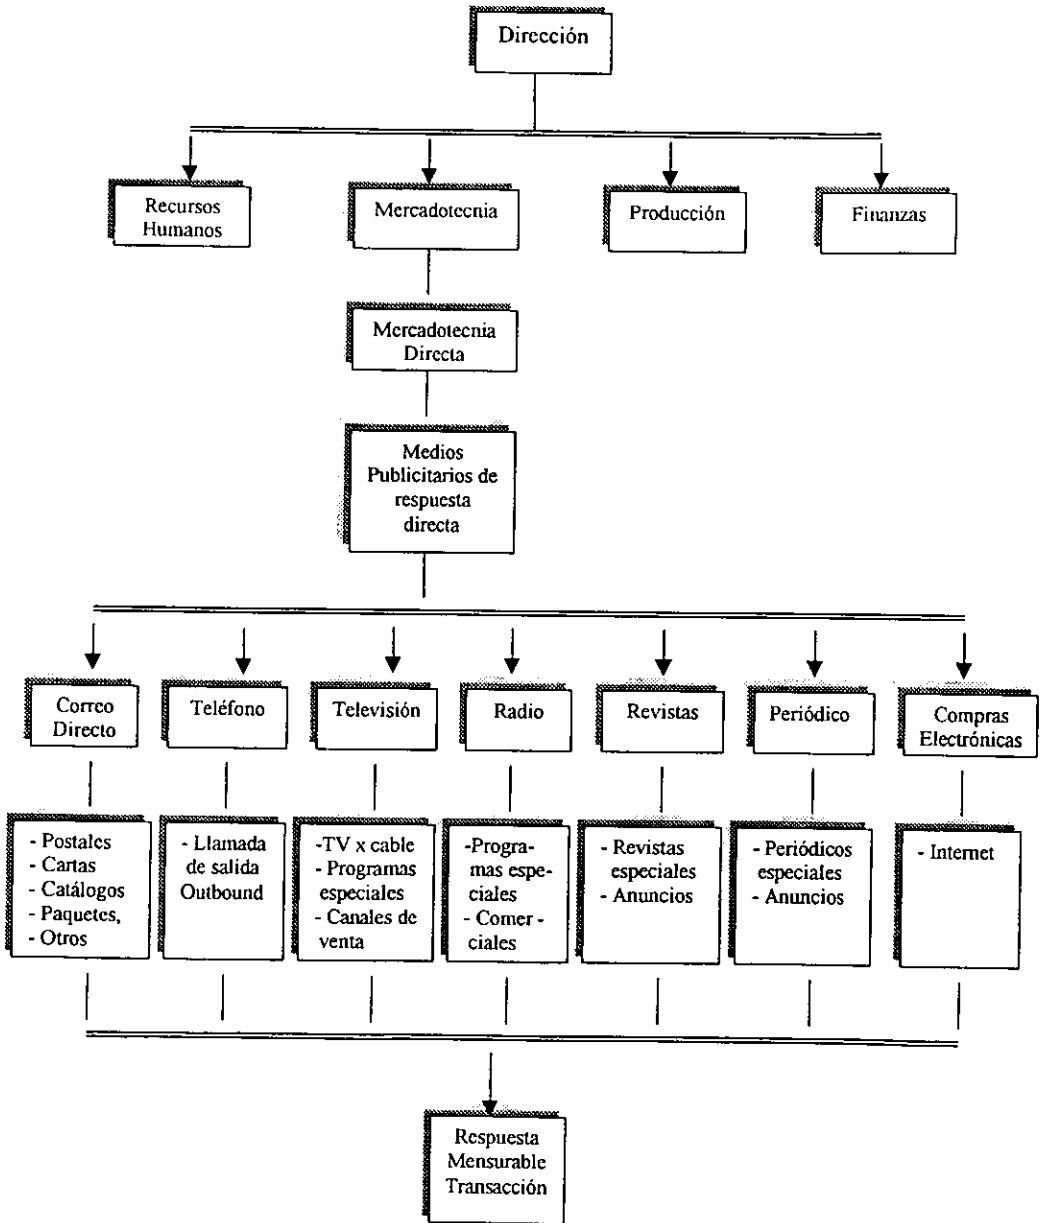 Dirección
Recursos
Humanos
Mercadotecnia
Producción
Finanzas
Mercadotecnia
Directa
Medios
Publicitarios de
respuesta
directa
Correo
Directo
Teléfono
Televisión
Radio
Revistas
Periódico
Compras
Electrónicas
- Postales
- Cartas
- Catálogos
- Paquetes,
- Otros
- Llamada
de salida
Outbound
-TV x cable
- Programas
especiales
- Canales de
venta
-Progra-
mas espe-
ciales
- Comer -
ciales
- Revistas
especiales
- Anuncios
- Periódicos
especiales
- Anuncios
- Internet
Respuesta
Mensurable
Transacción